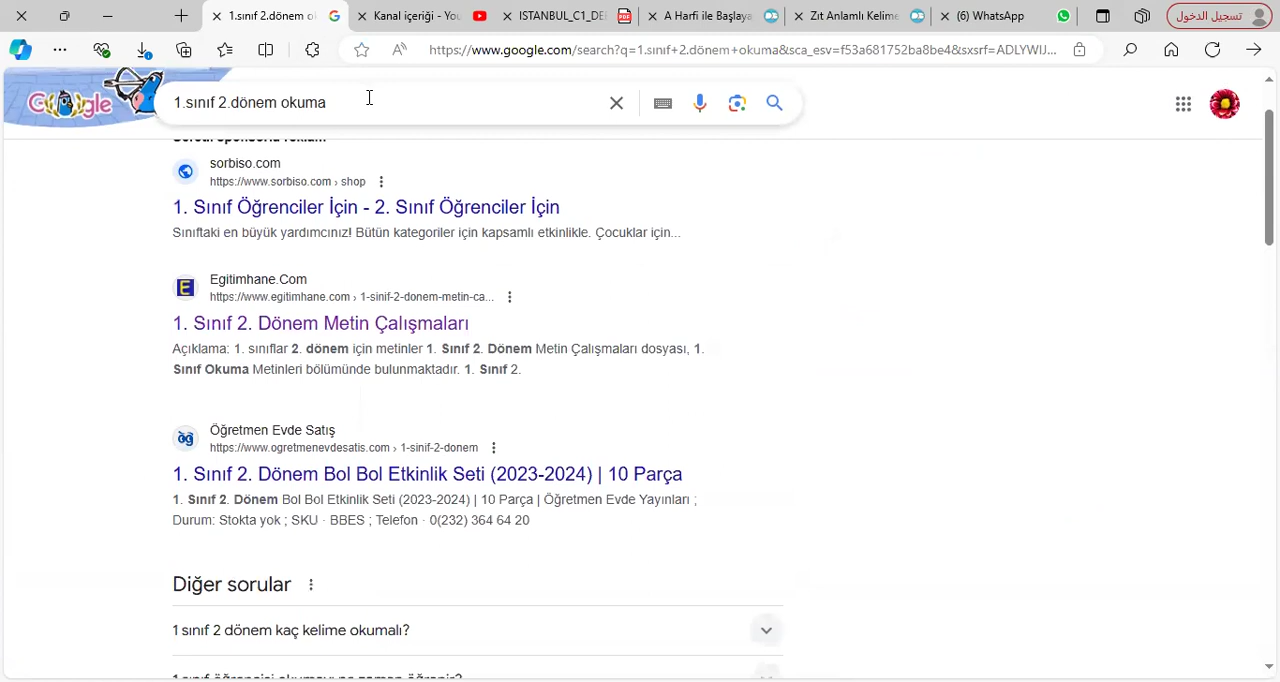 1.sınıf 2.dönem o
Kanal içeriği - You
ISTANBUL_C1_DE
A Harfi ile Başlaya
Zıt Anlamlı Kelime
(6) WhatsApp
تسجيل الدخول
https://www.google.com/search?q=1.sınıf+2.dönem+okuma&sca_esv=f53a681752ba8be4&sxsrf=ADLYWIJ...
Google
1.sınıf 2.dönem okuma
sorbiso.com
https://www.sorbiso.com › shop
1. Sınıf Öğrenciler İçin - 2. Sınıf Öğrenciler İçin
Sınıftaki en büyük yardımcınız! Bütün kategoriler için kapsamlı etkinlikle. Çocuklar için...
Egitimhane.Com
https://www.egitimhane.com › 1-sinif-2-donem-metin-ca...
1. Sınıf 2. Dönem Metin Çalışmaları
Açıklama: 1. sınıflar 2. dönem için metinler 1. Sınıf 2. Dönem Metin Çalışmaları dosyası, 1.
Sınıf Okuma Metinleri bölümünde bulunmaktadır. 1. Sınıf 2.
Öğretmen Evde Satış
https://www.ogretmenevdesatis.com › 1-sinif-2-donem
1. Sınıf 2. Dönem Bol Bol Etkinlik Seti (2023-2024) | 10 Parça
1. Sınıf 2. Dönem Bol Bol Etkinlik Seti (2023-2024) | 10 Parça | Öğretmen Evde Yayınları ;
Durum: Stokta yok ; SKU · BBES ; Telefon · 0(232) 364 64 20
Diğer sorular
1 sınıf 2 dönem kaç kelime okumalı?